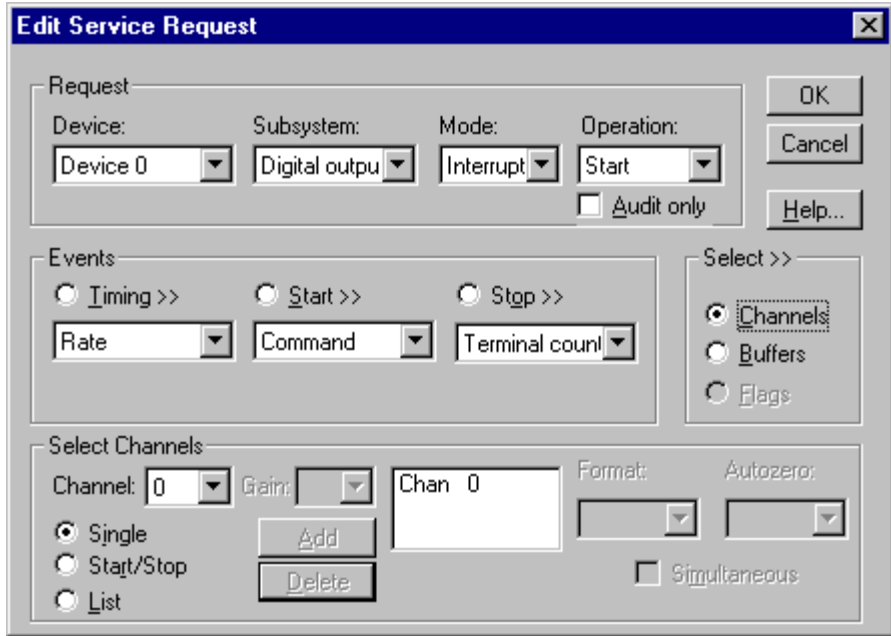 Edit Service Request
Request
OK
Device: Subsystem: Mode: Operation:
Device 0 Digital outpu Interrupt Start
Cancel
Audit only
Help...
Events
Select >>
Timing >> Start >> Stop >>
Rate Command Terminal count
Channels
Buffers
Flags
Select Channels
Channel: 0 Gain: Chan 0 Format: Autozero:
Single Add
Start/Stop Delete Simultaneous
List